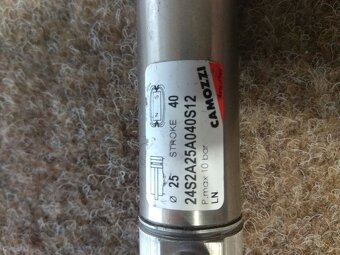 CAMOZZI
ø 25 STROKE 40
24S2A25A040S12
P.max 10 bar
LN
N S